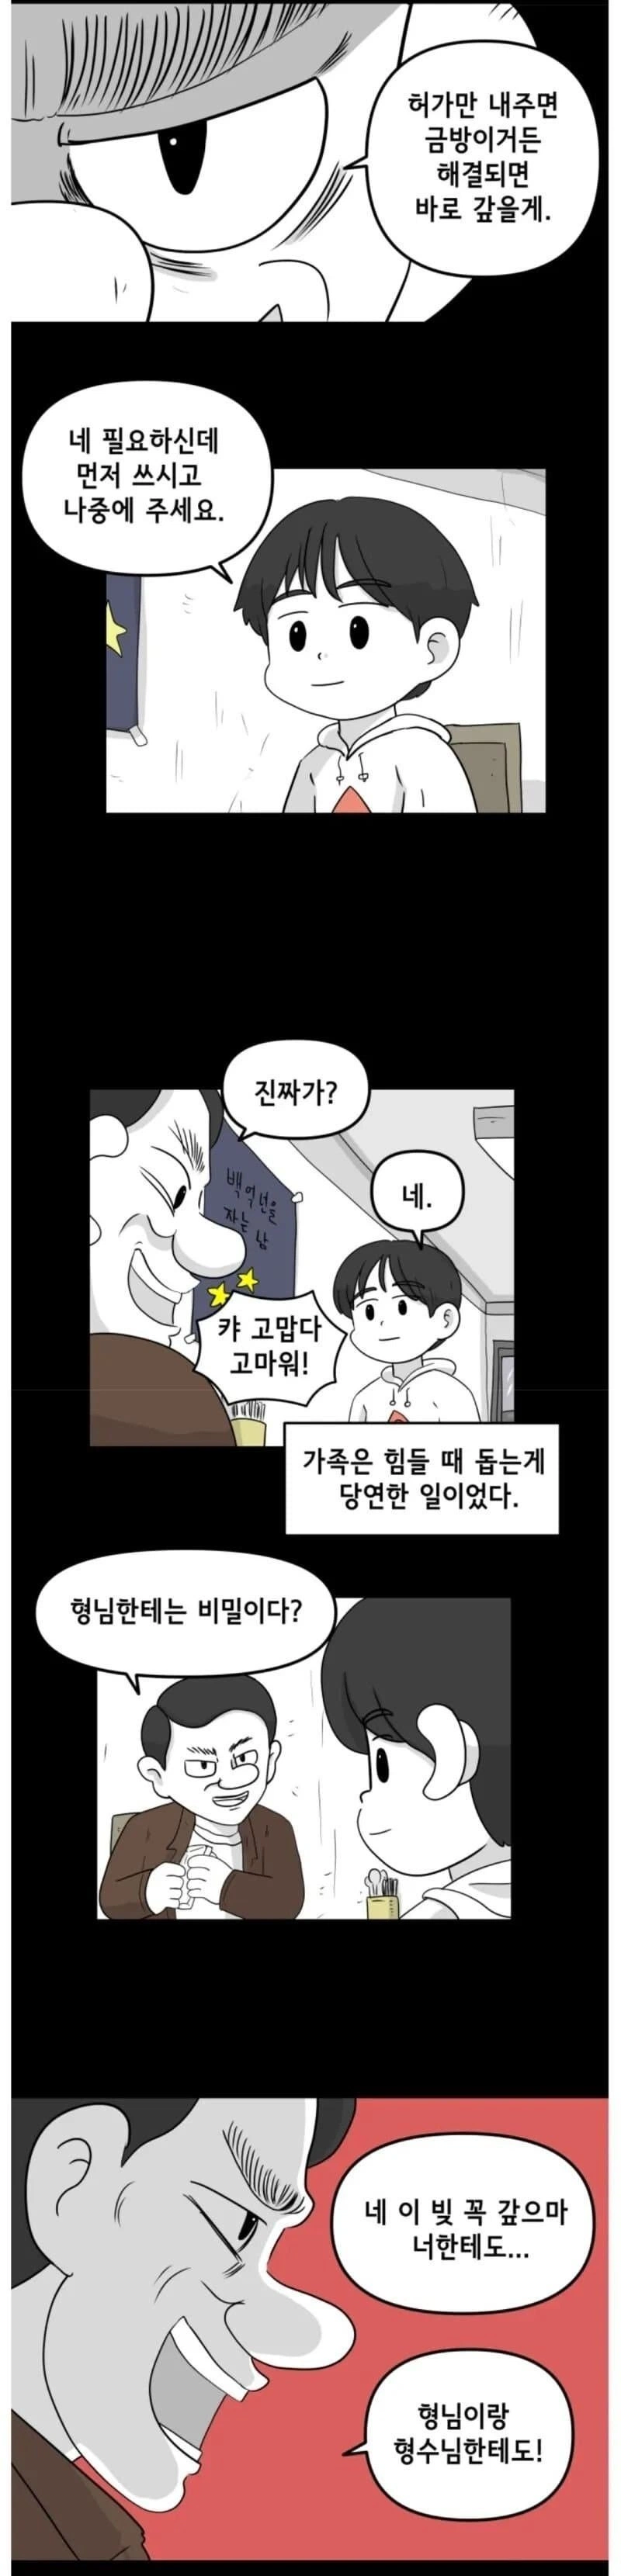 허가만 내주면
금방이거든
해결되면
바로 갚을게.
네 필요하신데
먼저 쓰시고
나중에 주세요.
진짜가?
네.
백억년을
자는 남
캬 고맙다
고마워!
가족은 힘들 때 돕는게
당연한 일이었다.
형님한테는 비밀이다?
네 이 빚 꼭 갚으마
너한테도...
형님이랑
형수님한테도!